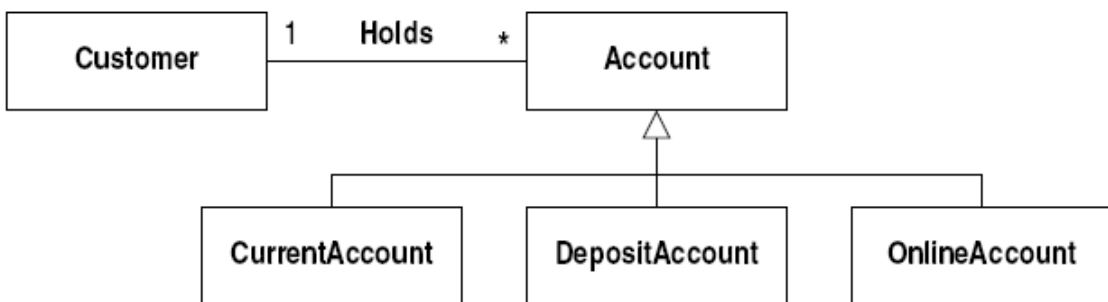 Customer
1 Holds *
Account
CurrentAccount
DepositAccount
OnlineAccount